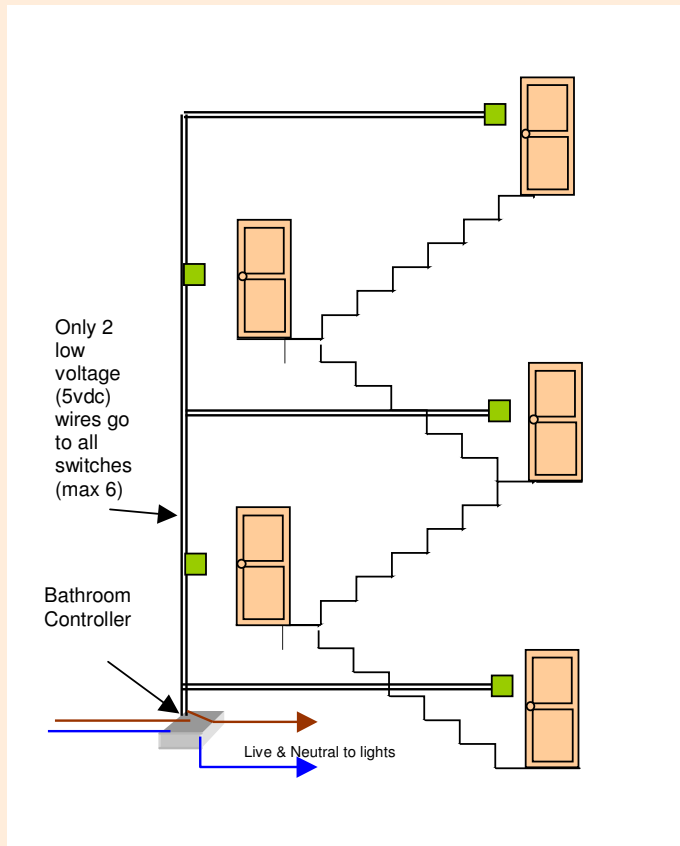 Only 2
low
voltage
(5vdc)
wires go
to all
switches
(max 6)
Bathroom
Controller
Live & Neutral to lights